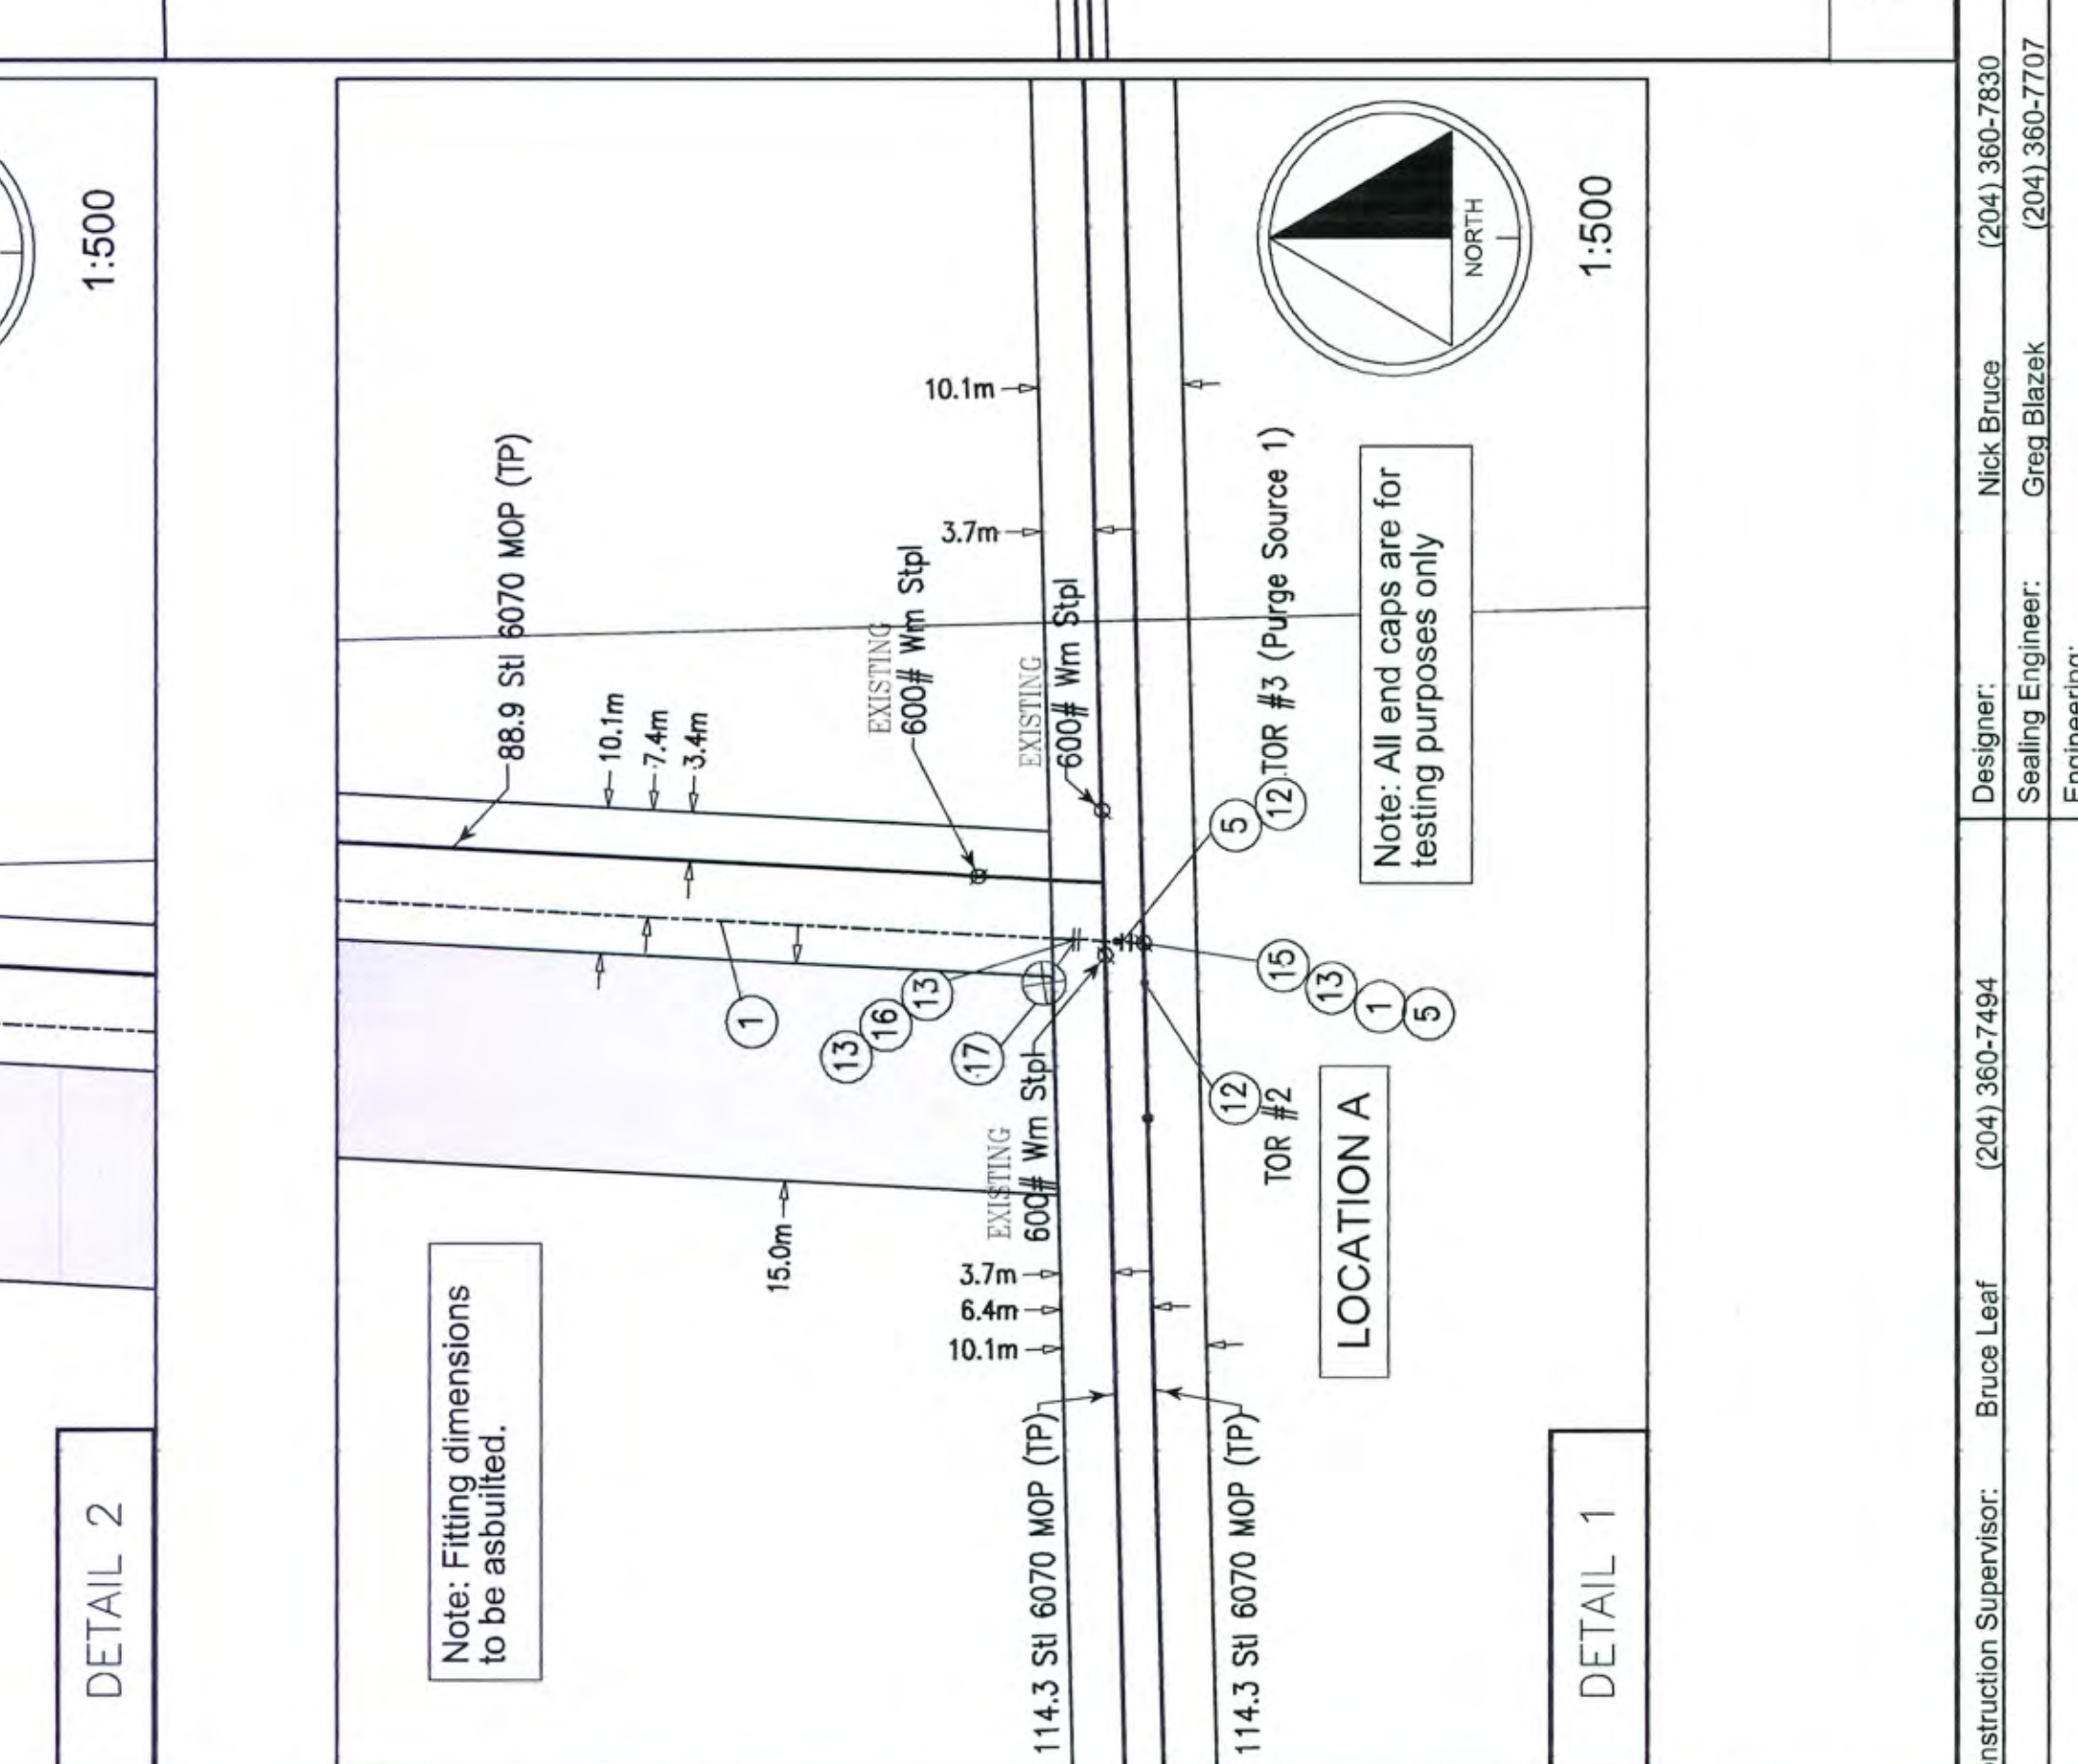 DETAIL 2
1:500
Note: Fitting dimensions
to be asbuilted.
88.9 Stl 6070 MOP (TP)
10.1m
7.4m
3.4m
15.0m
1
EXISTING
600# Wm Stpl
EXISTING
600# Wm Stpl
EXISTING
600# Wm Stpl
10.1m
3.7m
13
16
13
17
3.7m
6.4m
10.1m
114.3 Stl 6070 MOP (TP)
114.3 Stl 6070 MOP (TP)
5
12
TOR #3 (Purge Source 1)
15
13
1
5
12
TOR #2
LOCATION A
Note: All end caps are for
testing purposes only
NORTH
1:500
DETAIL 1
nstruction Supervisor: Bruce Leaf (204) 360-7494
Designer: Nick Bruce (204) 360-7830
Sealing Engineer: Greg Blazek (204) 360-7707
Engineering: